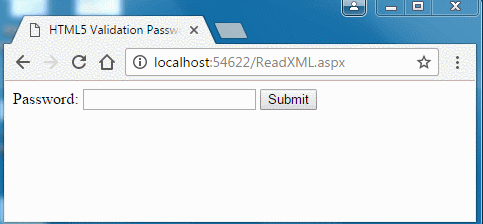 HTML5 Validation Passw
localhost:54622/ReadXML.aspx
Password: Submit